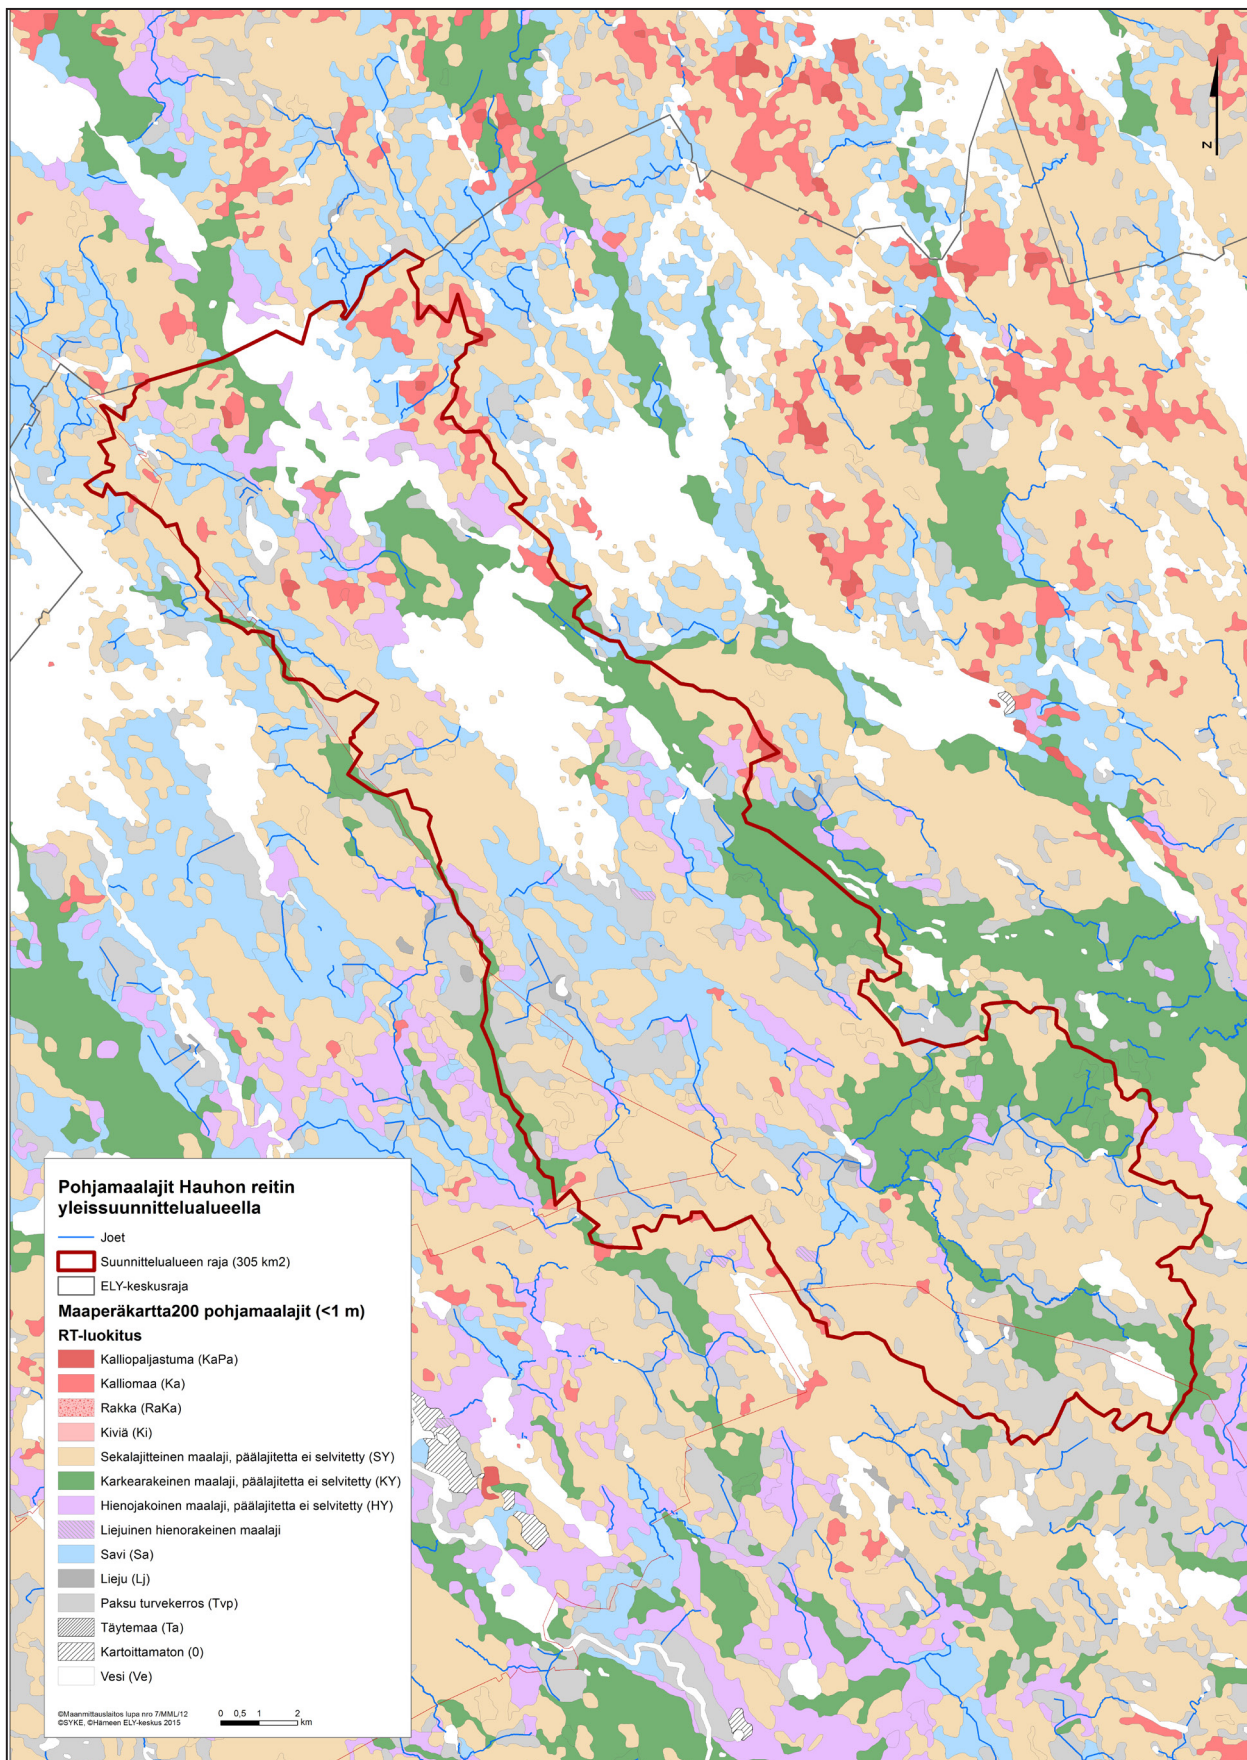 N
Pohjamaalajit Hauhon reitin
yleissuunnittelualueella
Joet
Suunnittelualueen raja (305 km2)
ELY-keskusraja
Maaperäkartta200 pohjamaalajit (<1 m)
RT-luokitus
Kalliopaljastuma (KaPa)
Kalliomaa (Ka)
Rakka (RaKa)
Kiviä (Ki)
Sekalajitteinen maalaji, päälajitetta ei selvitetty (SY)
Karkearakeinen maalaji, päälajitetta ei selvitetty (KY)
Hienojakoinen maalaji, päälajitetta ei selvitetty (HY)
Liejuinen hienorakeinen maalaji
Savi (Sa)
Lieju (Lj)
Paksu turvekerros (Tvp)
Täytemaa (Ta)
Kartoittamaton (0)
Vesi (Ve)
©Maanmittauslaitos lupa nro 7/MML/12
©SYKE, ©Hämeen ELY-keskus 2015
0 0,5 1 2
km